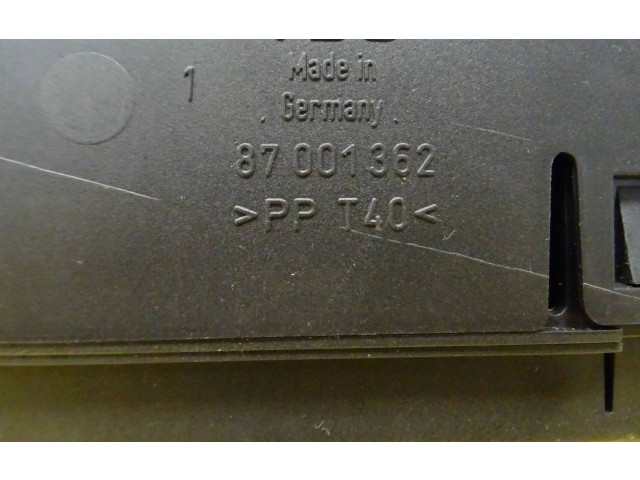 1
Made in
. Germany .
87 001 362
>PP T40<